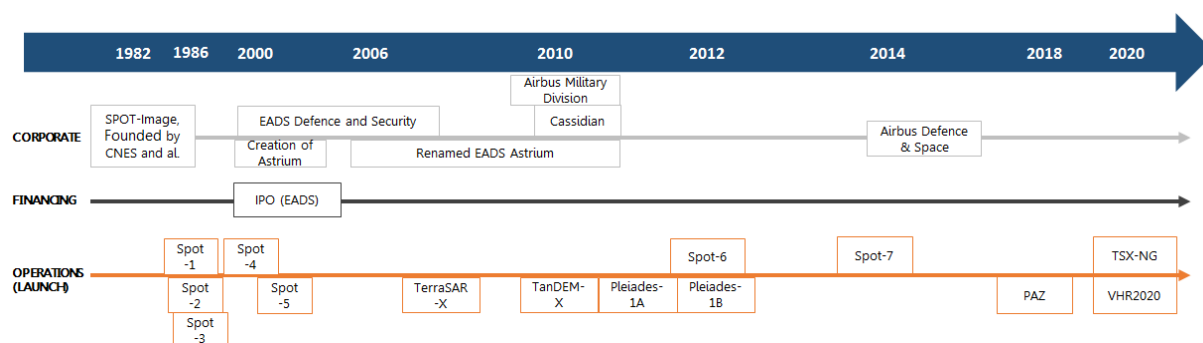 1982 1986 2000 2006 2010 2012 2014 2018 2020
Airbus Military
Division
SPOT-Image,
Founded by
CNES and al.
EADS Defence and Security
Cassidian
CORPORATE
Creation of
Astrium
Renamed EADS Astrium
Airbus Defence
& Space
FINANCING
IPO (EADS)
OPERATIONS
(LAUNCH)
Spot
-1
Spot
-4
Spot-6
Spot-7
TSX-NG
Spot
-2
Spot
-5
TerraSAR
-X
TanDEM-
X
Pleiades-
1A
Pleiades-
1B
PAZ
VHR2020
Spot
-3